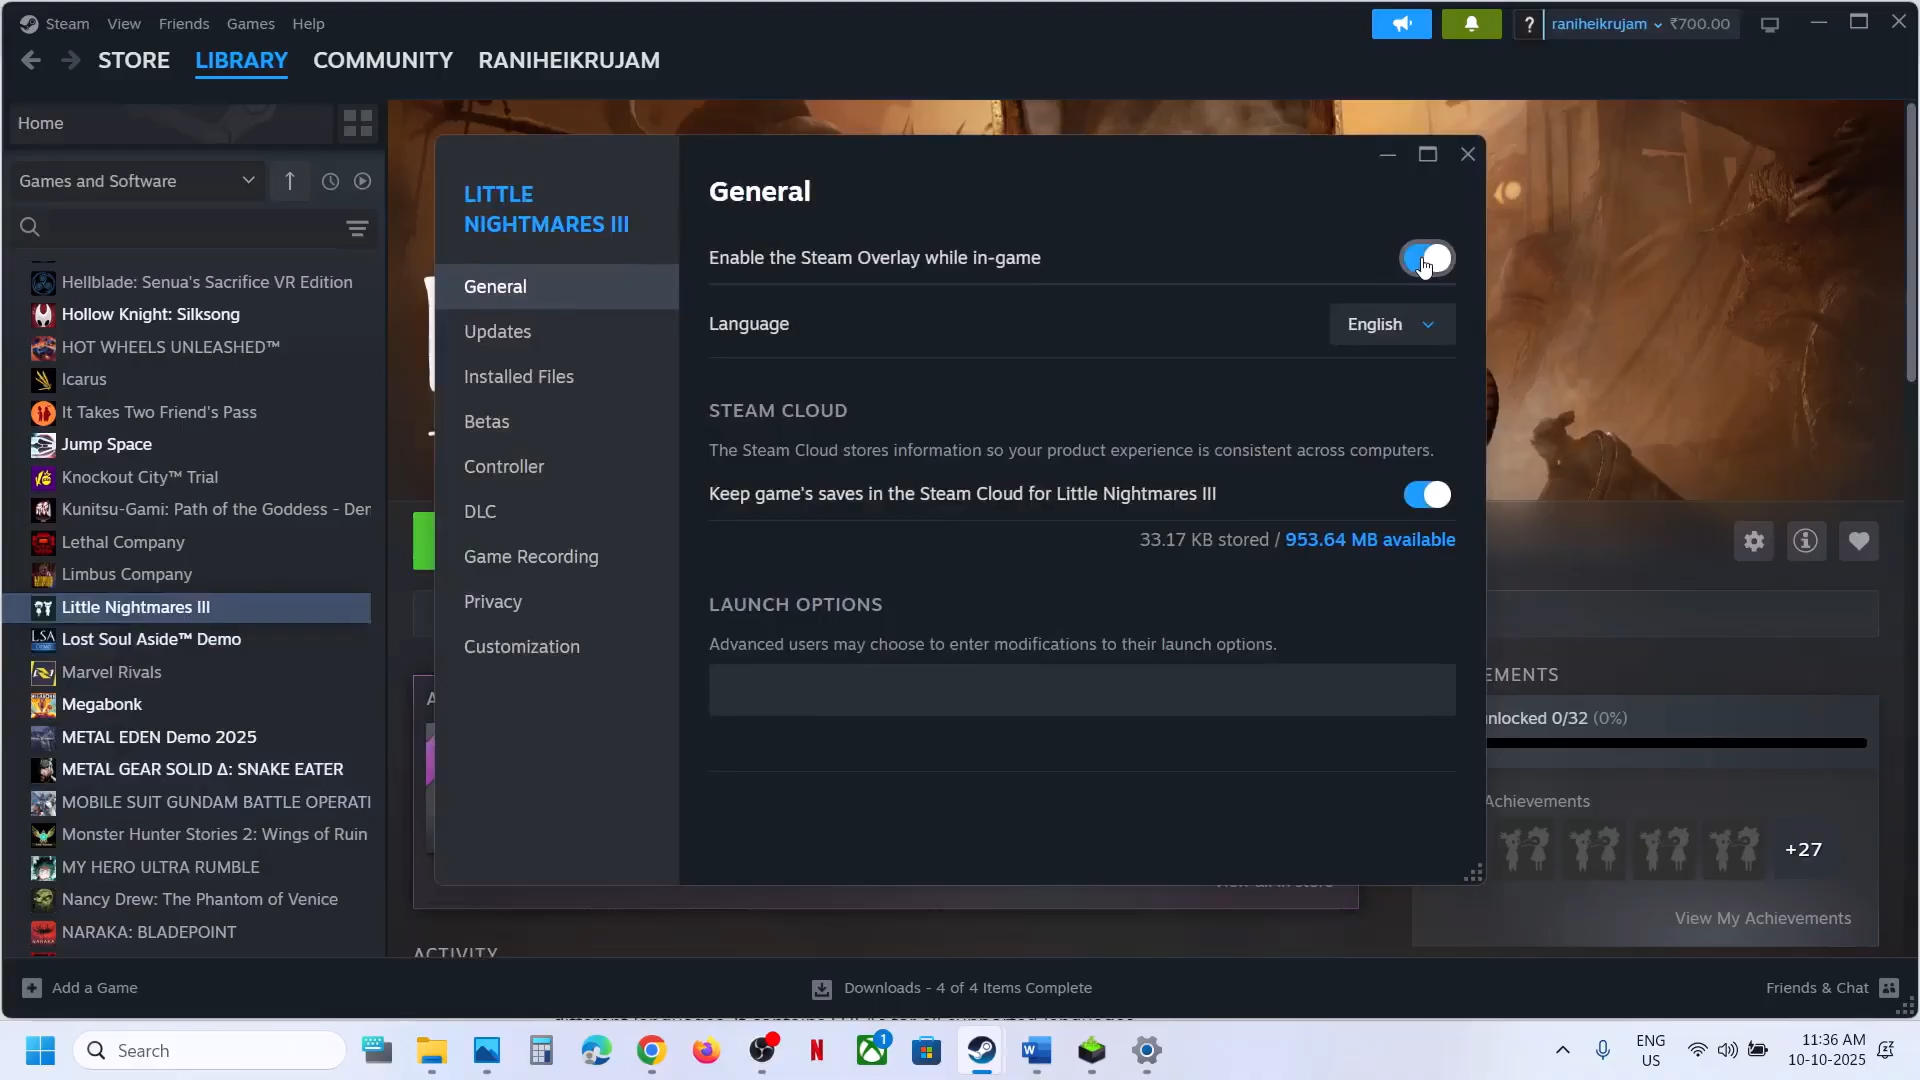 Steam View Friends Games Help
? raniheikrujam ₹700.00
STORE LIBRARY COMMUNITY RANIHEIKRUJAM
Home
Games and Software
Hellblade: Senua's Sacrifice VR Edition
Hollow Knight: Silksong
HOT WHEELS UNLEASHED™
Icarus
It Takes Two Friend's Pass
Jump Space
Knockout City™ Trial
Kunitsu-Gami: Path of the Goddess - Der
Lethal Company
Limbus Company
Little Nightmares III
Lost Soul Aside™ Demo
Marvel Rivals
Megabonk
METAL EDEN Demo 2025
METAL GEAR SOLID Δ: SNAKE EATER
MOBILE SUIT GUNDAM BATTLE OPERATI
Monster Hunter Stories 2: Wings of Ruin
MY HERO ULTRA RUMBLE
Nancy Drew: The Phantom of Venice
NARAKA: BLADEPOINT
LITTLE
NIGHTMARES III
General
Updates
Installed Files
Betas
Controller
DLC
Game Recording
Privacy
Customization
General
Enable the Steam Overlay while in-game
Language English
STEAM CLOUD
The Steam Cloud stores information so your product experience is consistent across computers.
Keep game's saves in the Steam Cloud for Little Nightmares III
33.17 KB stored / 953.64 MB available
LAUNCH OPTIONS
Advanced users may choose to enter modifications to their launch options.
EMENTS
nlocked 0/32 (0%)
Achievements
+27
View My Achievements
ACTIVITY
Add a Game
Downloads - 4 of 4 Items Complete
Friends & Chat
Search
1
ENG
US
11:36 AM
10-10-2025